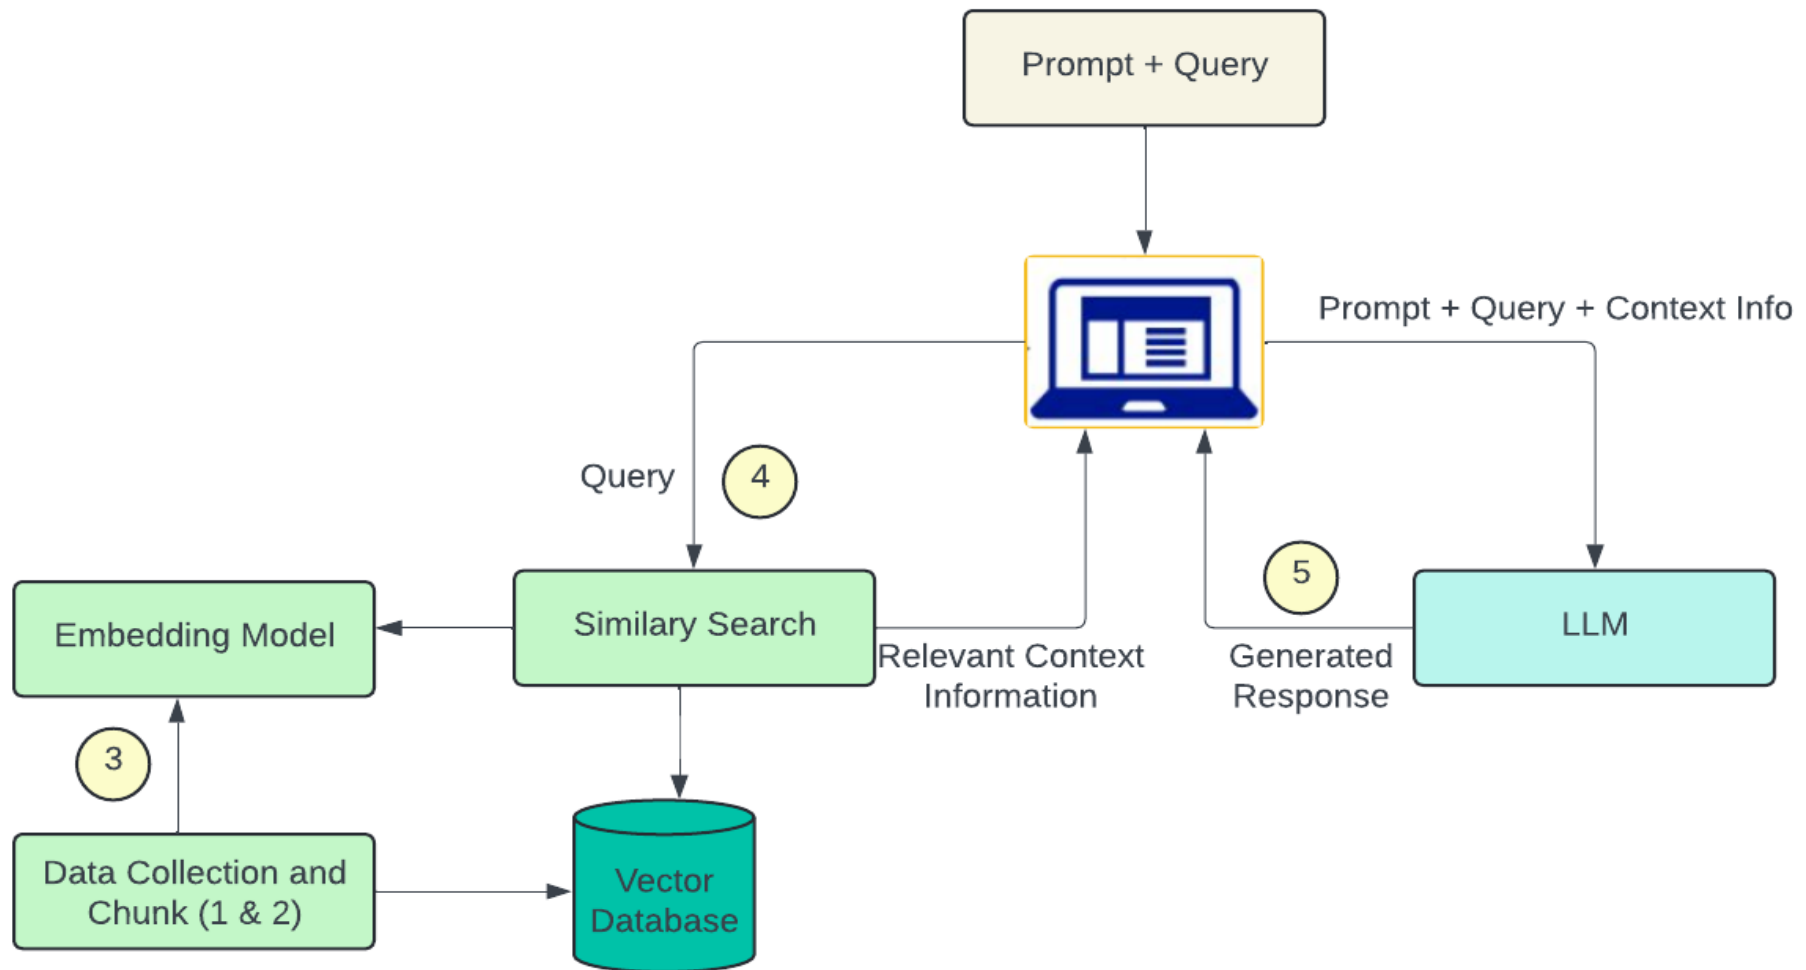 Prompt + Query
Prompt + Query + Context Info
Query
4
5
Embedding Model
Similary Search
LLM
Relevant Context
Information
Generated
Response
3
Data Collection and
Chunk (1 & 2)
Vector
Database